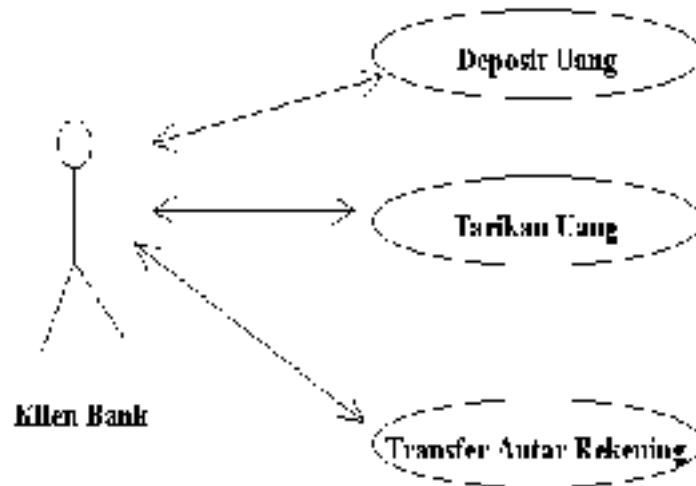 Deposit Uang
Tarikan Uang
Klien Bank
Transfer Antar Rekening